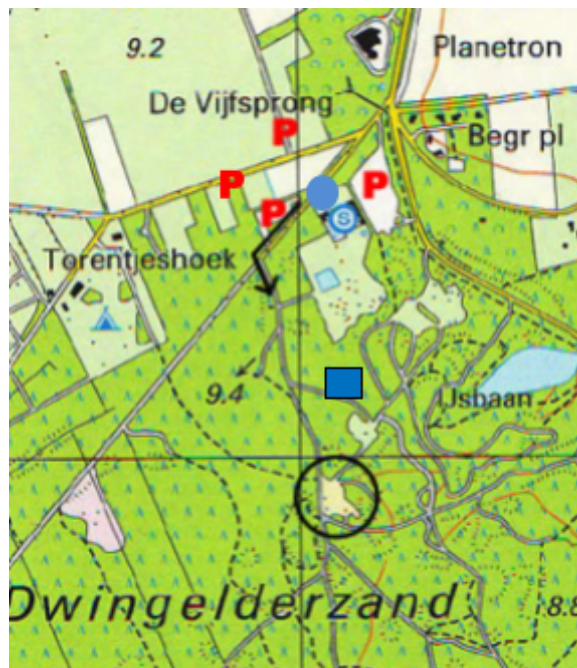 9.2
Planetron
De Vijfsprong
P
Begr pl
P
P
P
S
Torentjeshoek
9.4
IJsbaan
Dwingelderzand
8.8